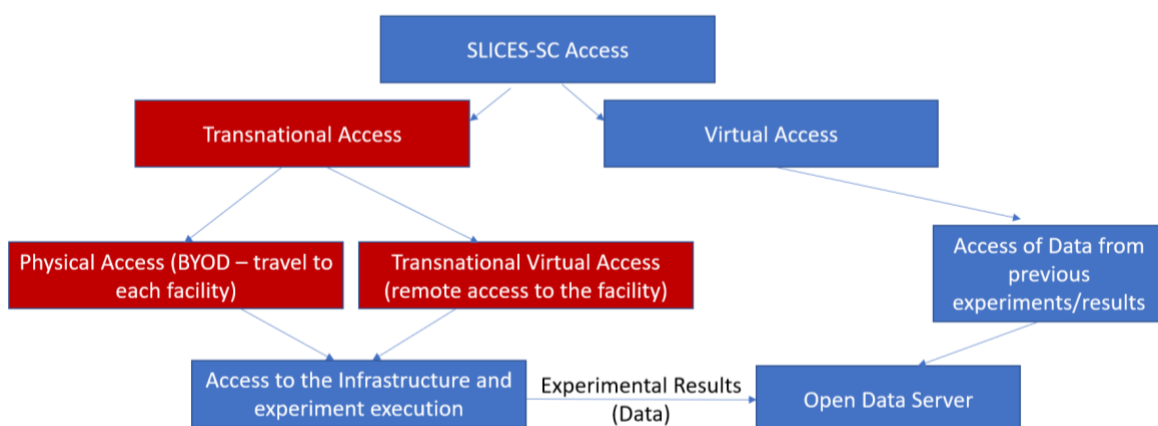 SLICES-SC Access
Transnational Access
Virtual Access
Physical Access (BYOD – travel to
each facility)
Transnational Virtual Access
(remote access to the facility)
Access of Data from
previous
experiments/results
Access to the Infrastructure and
experiment execution
Experimental Results
(Data)
Open Data Server